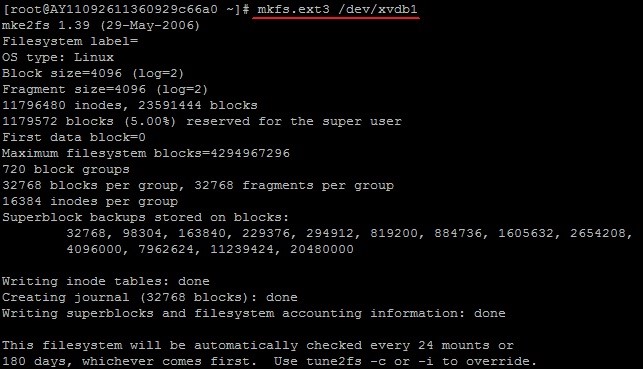 [root@AY11092611360929c66a0 ~]# mkfs.ext3 /dev/xvdb1
mke2fs 1.39 (29-May-2006)
Filesystem label=
OS type: Linux
Block size=4096 (log=2)
Fragment size=4096 (log=2)
11796480 inodes, 23591444 blocks
1179572 blocks (5.00%) reserved for the super user
First data block=0
Maximum filesystem blocks=4294967296
720 block groups
32768 blocks per group, 32768 fragments per group
16384 inodes per group
Superblock backups stored on blocks:
32768, 98304, 163840, 229376, 294912, 819200, 884736, 1605632, 2654208,
4096000, 7962624, 11239424, 20480000
Writing inode tables: done
Creating journal (32768 blocks): done
Writing superblocks and filesystem accounting information: done
This filesystem will be automatically checked every 24 mounts or
180 days, whichever comes first.  Use tune2fs -c or -i to override.